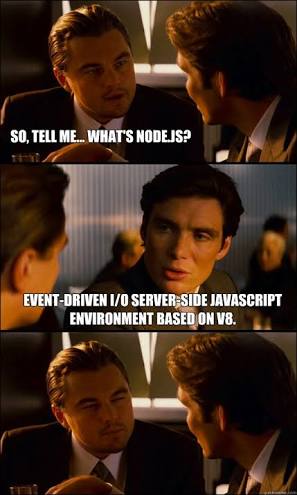 SO, TELL ME... WHAT'S NODE.JS?
EVENT-DRIVEN I/O SERVER-SIDE JAVASCRIPT
ENVIRONMENT BASED ON V8.